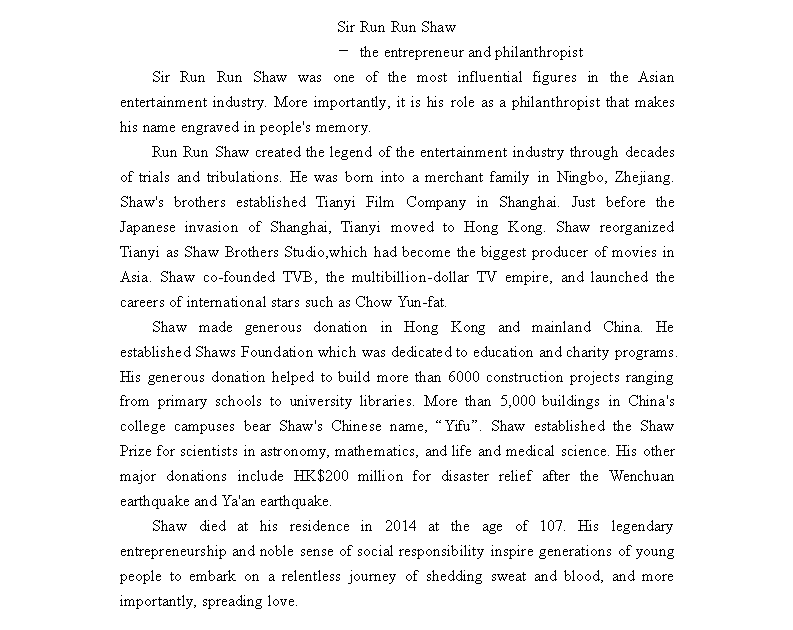 Sir Run Run Shaw
— the entrepreneur and philanthropist
Sir Run Run Shaw was one of the most influential figures in the Asian
entertainment industry. More importantly, it is his role as a philanthropist that makes
his name engraved in people's memory.
Run Run Shaw created the legend of the entertainment industry through decades
of trials and tribulations. He was born into a merchant family in Ningbo, Zhejiang.
Shaw's brothers established Tianyi Film Company in Shanghai. Just before the
Japanese invasion of Shanghai, Tianyi moved to Hong Kong. Shaw reorganized
Tianyi as Shaw Brothers Studio,which had become the biggest producer of movies in
Asia. Shaw co-founded TVB, the multibillion-dollar TV empire, and launched the
careers of international stars such as Chow Yun-fat.
Shaw made generous donation in Hong Kong and mainland China. He
established Shaws Foundation which was dedicated to education and charity programs.
His generous donation helped to build more than 6000 construction projects ranging
from primary schools to university libraries. More than 5,000 buildings in China's
college campuses bear Shaw's Chinese name, “Yifu”. Shaw established the Shaw
Prize for scientists in astronomy, mathematics, and life and medical science. His other
major donations include HK$200 million for disaster relief after the Wenchuan
earthquake and Ya'an earthquake.
Shaw died at his residence in 2014 at the age of 107. His legendary
entrepreneurship and noble sense of social responsibility inspire generations of young
people to embark on a relentless journey of shedding sweat and blood, and more
importantly, spreading love.